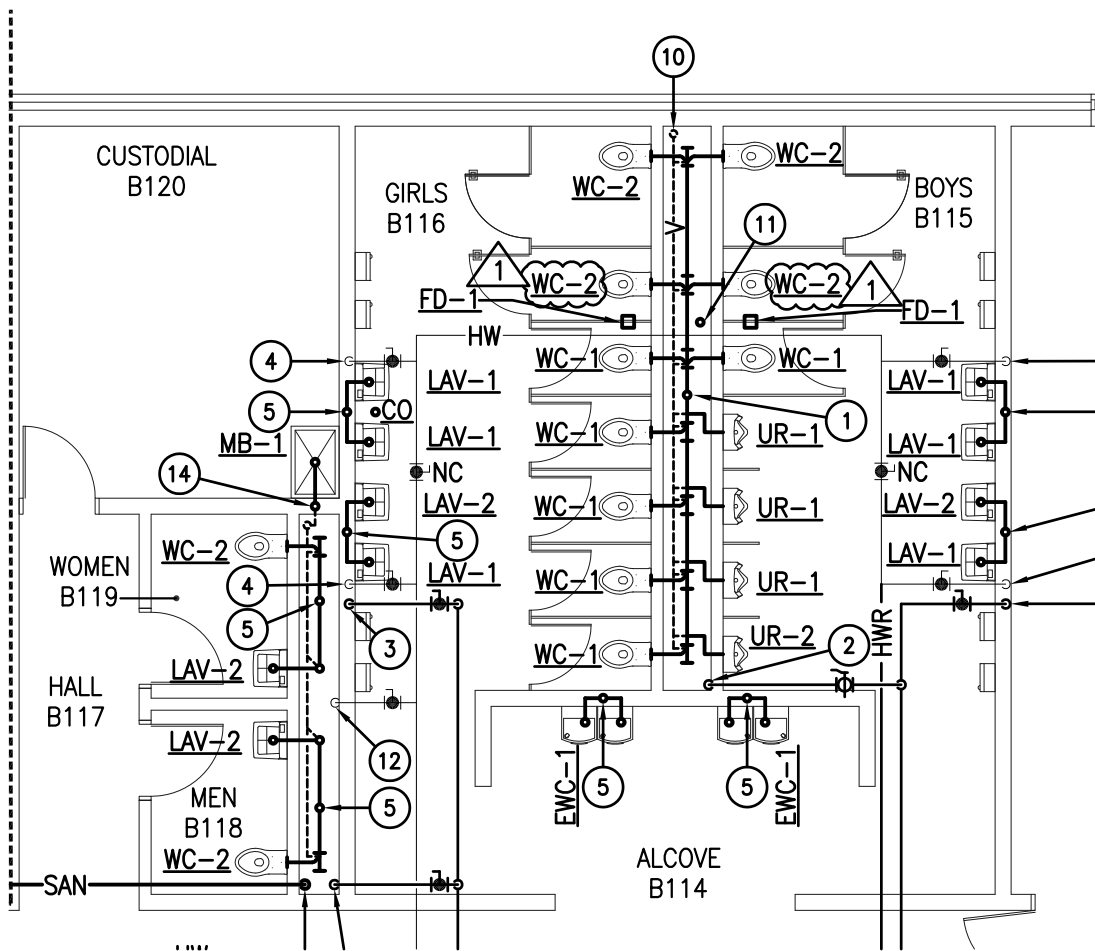 10
CUSTODIAL
B120
GIRLS
B116
WC-2
WC-2
BOYS
B115
11
1
WC-2
WC-2
1
FD-1
FD-1
HW
V
4
WC-1
WC-1
LAV-1
LAV-1
5
CO
1
MB-1
LAV-1
WC-1
UR-1
LAV-1
14
NC
NC
LAV-2
WC-1
UR-1
LAV-2
WC-2
5
WOMEN
B119
4
LAV-1
WC-1
UR-1
LAV-1
5
3
WC-1
UR-2
2
HWR
LAV-2
HALL
B117
LAV-2
12
MEN
B118
5
EWC-1
5
5
EWC-1
WC-2
ALCOVE
B114
SAN